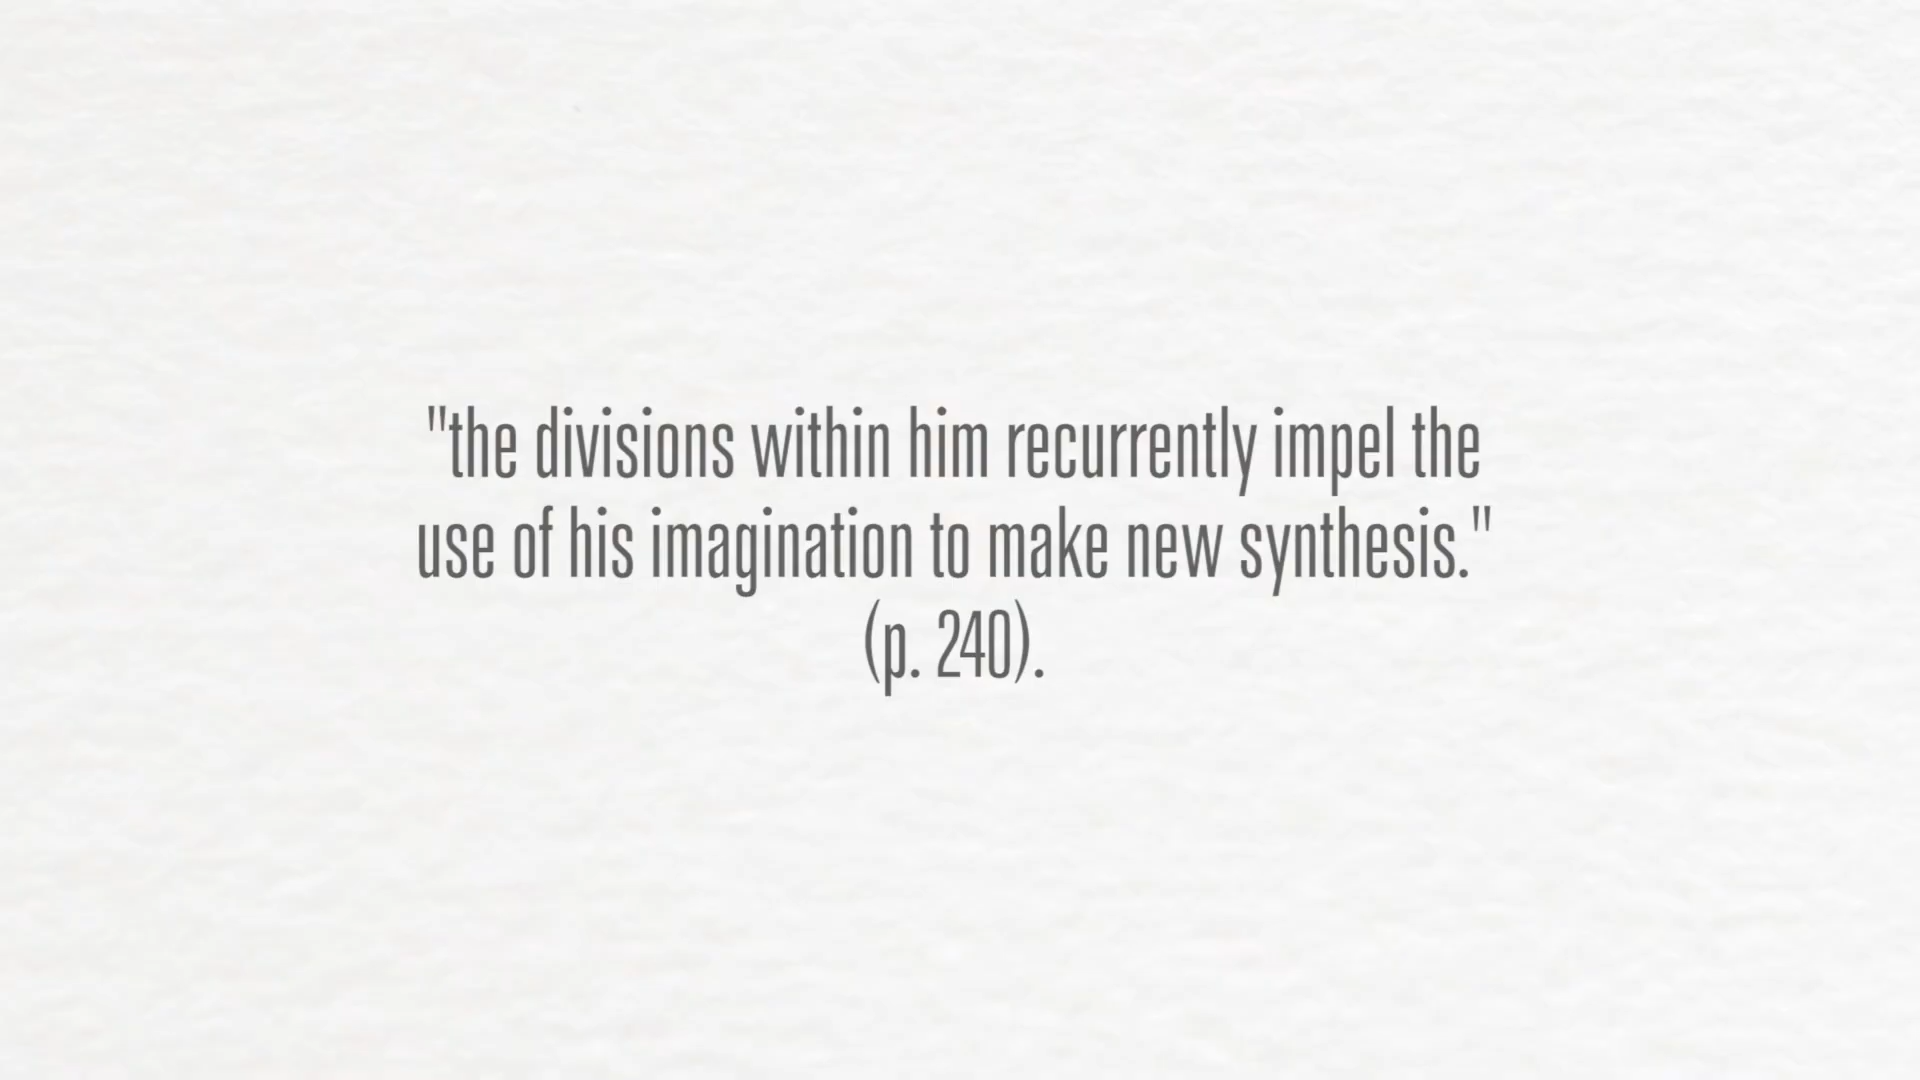 "the divisions within him recurrently impel the
use of his imagination to make new synthesis."
(p. 240).